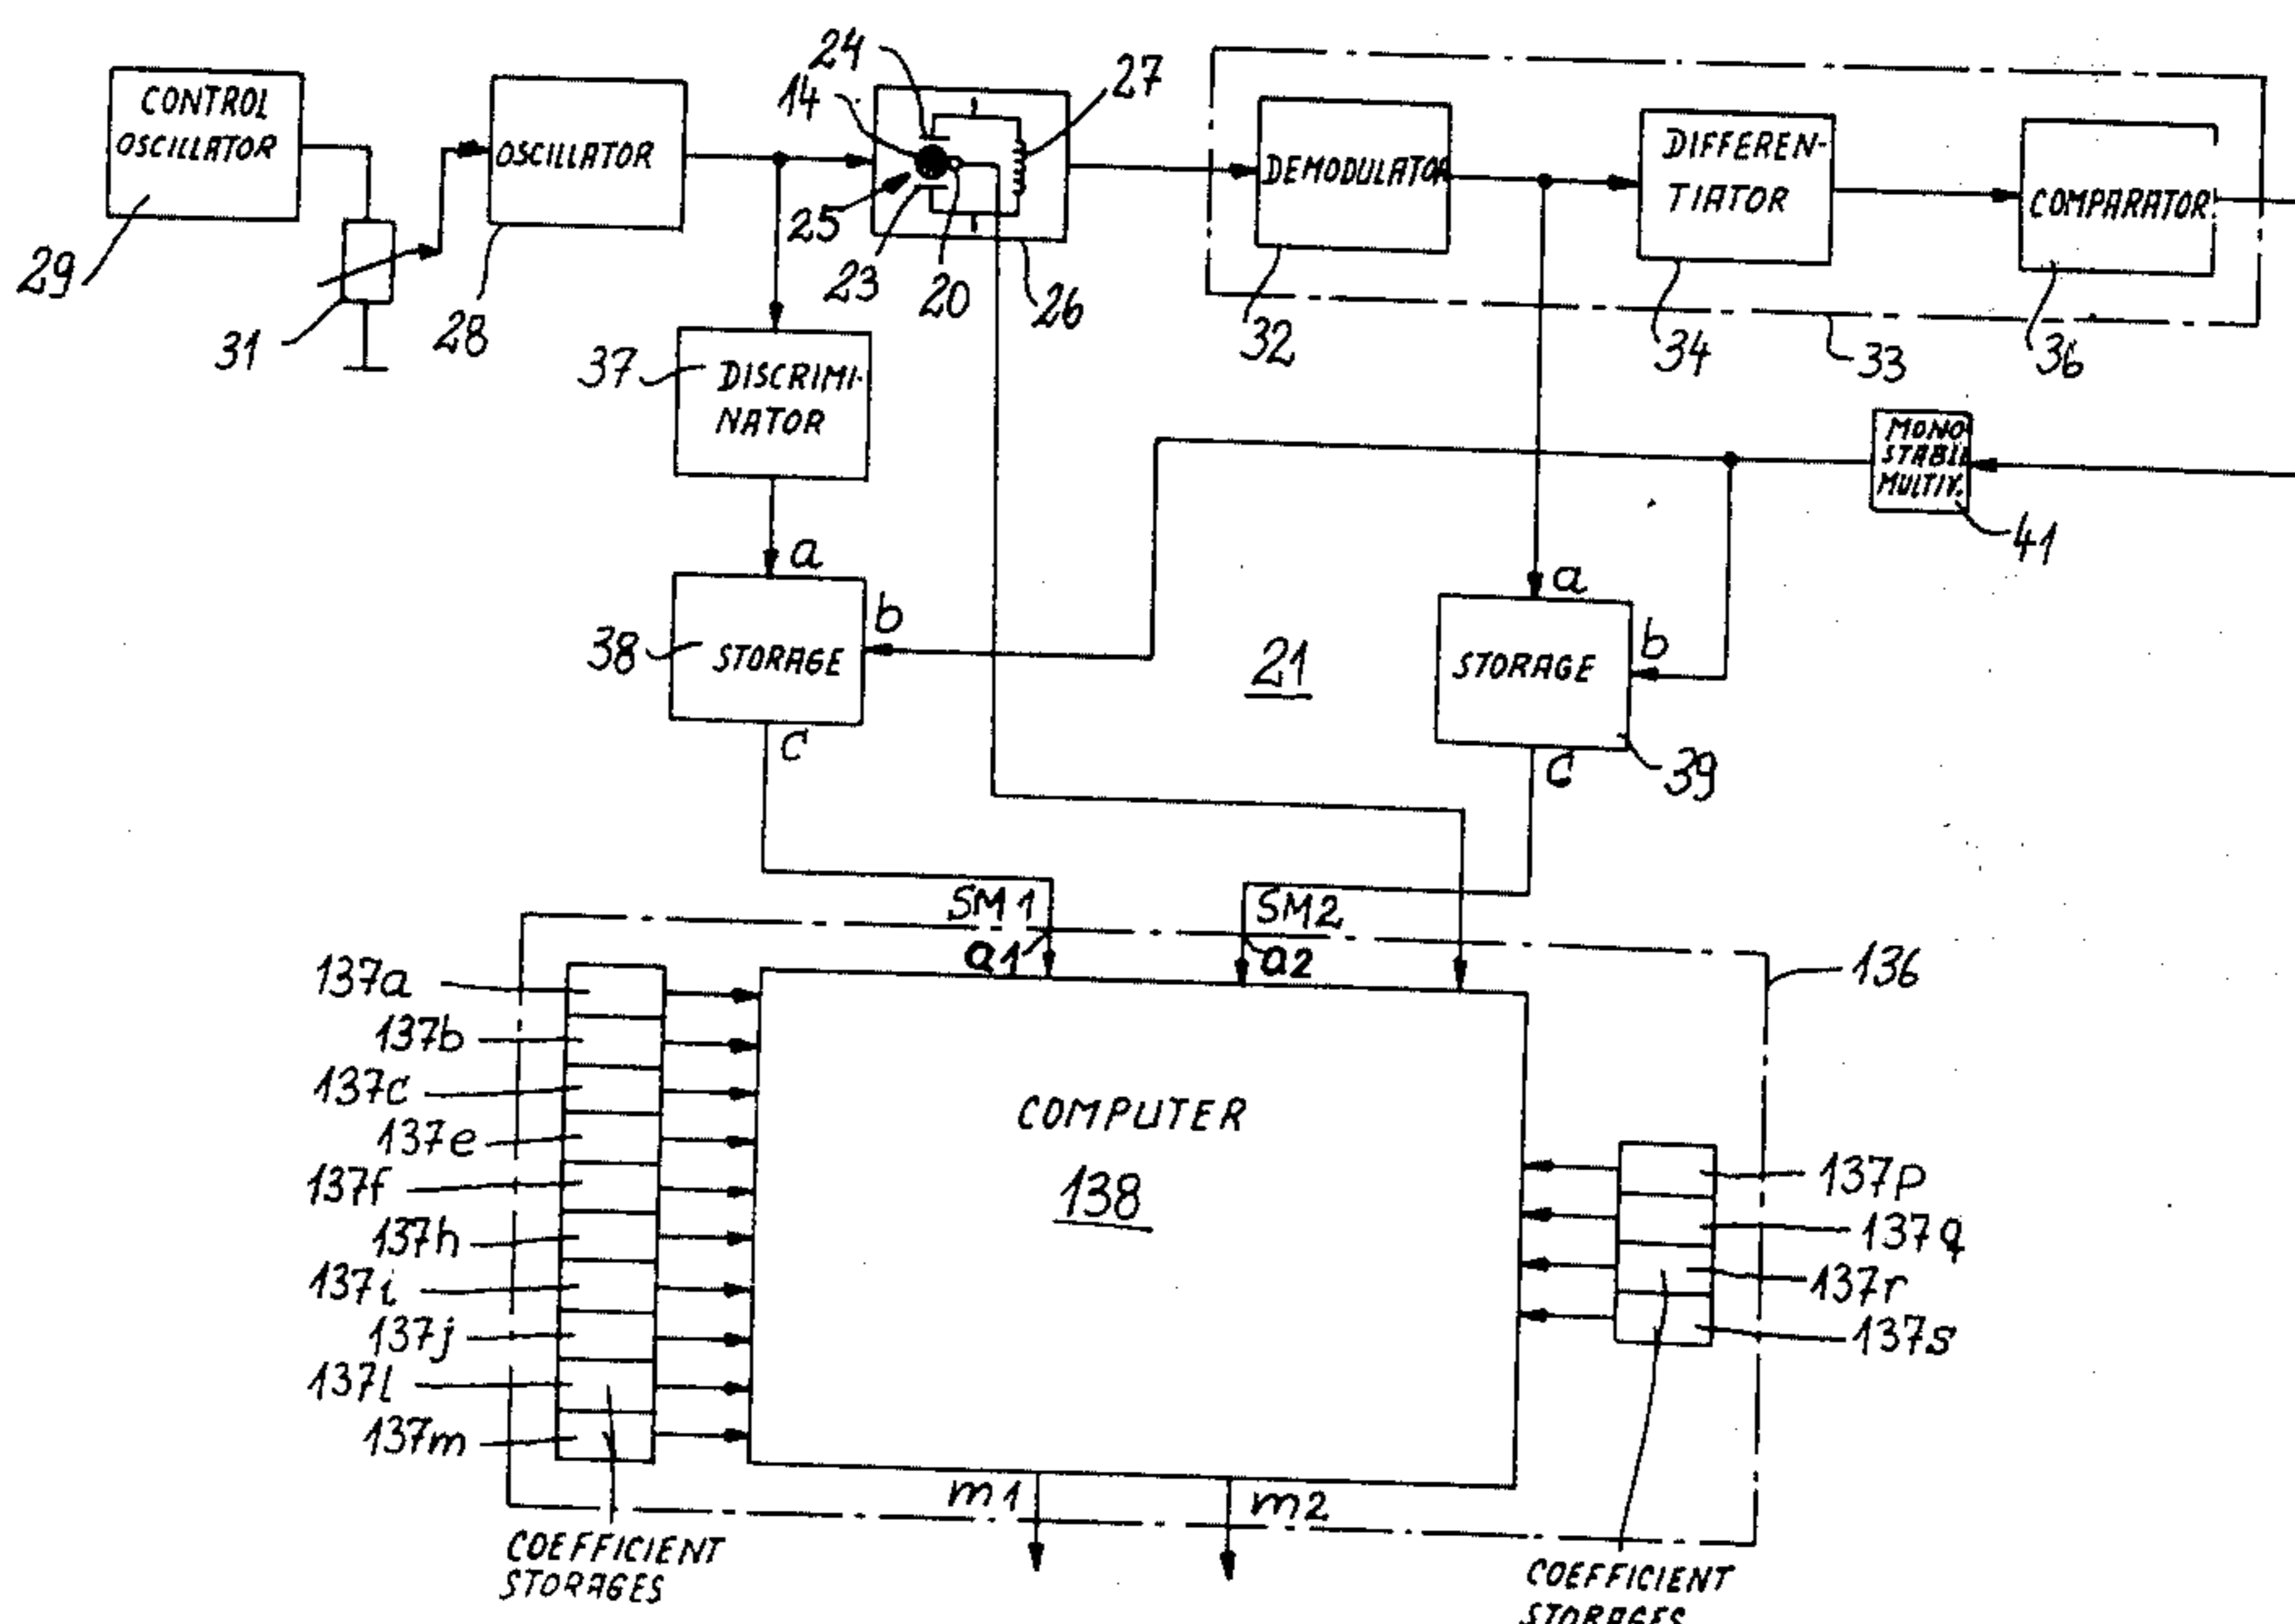 24
14
27
CONTROL
OSCILLATOR
OSCILLATOR
DEMODULATOR
DIFFEREN-
TIATOR
COMPARATOR
25
29
31
28
23
20
26
32
34
33
36
37
DISCRIMI-
NATOR
MONO
STABIL
MULTIV.
41
a
a
b
b
38
STORAGE
21
STORAGE
c
c
39
SM1
SM2
a1
a2
136
137a
137b
137c
137e
137f
137h
137i
137j
137l
137m
COMPUTER
138
137p
137q
137r
137s
m1
m2
COEFFICIENT
STORAGES
COEFFICIENT
STORAGES